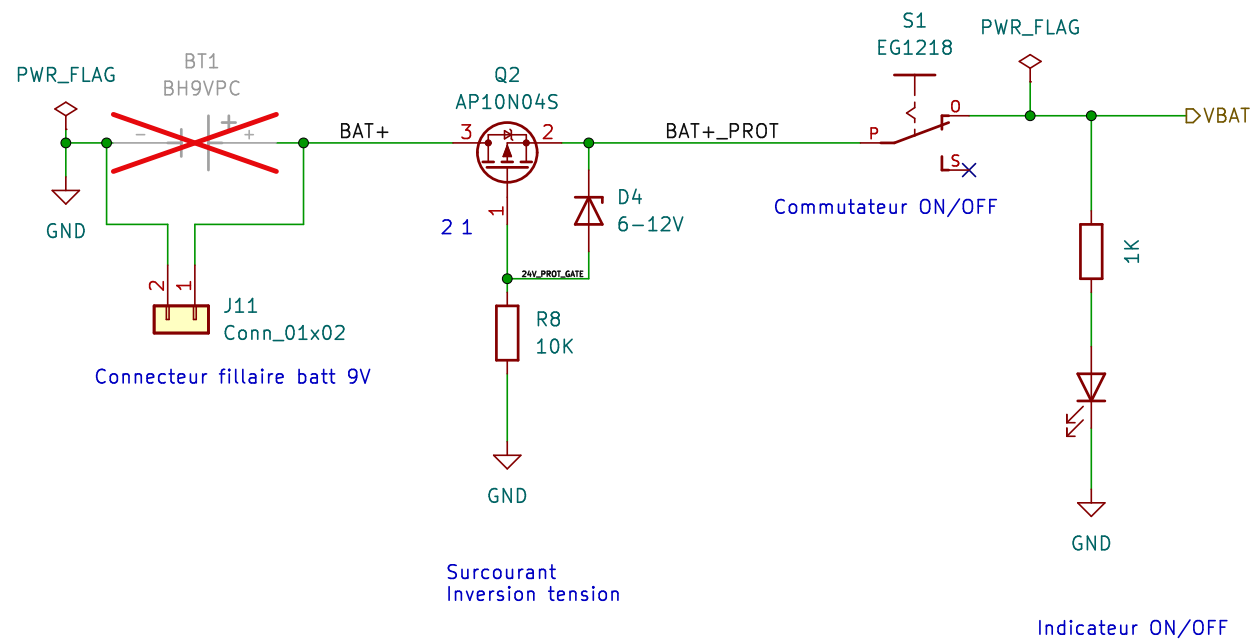 PWR_FLAG
BT1
BH9VPC
-
+
+
GND
BAT+
2
1
J11
Conn_01x02
Connecteur fillaire batt 9V
Q2
AP10N04S
3
2
1
2 1
24V_PROT_GATE
D4
6-12V
R8
10K
GND
Surcourant
Inversion tension
BAT+_PROT
S1
EG1218
P
O
S
Commutateur ON/OFF
PWR_FLAG
VBAT
1K
GND
Indicateur ON/OFF